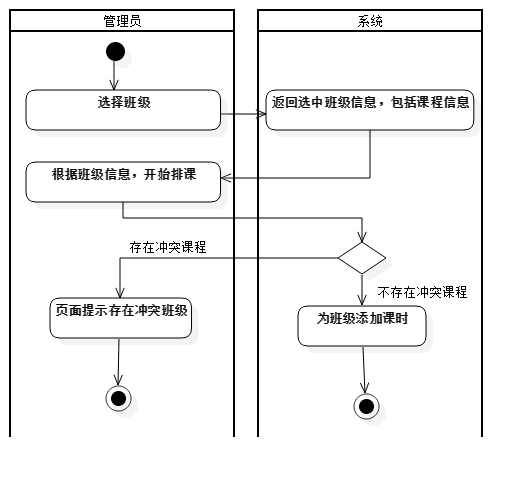 管理员
系统
选择班级
返回选中班级信息，包括课程信息
根据班级信息，开始排课
存在冲突课程
不存在冲突课程
页面提示存在冲突班级
为班级添加课时